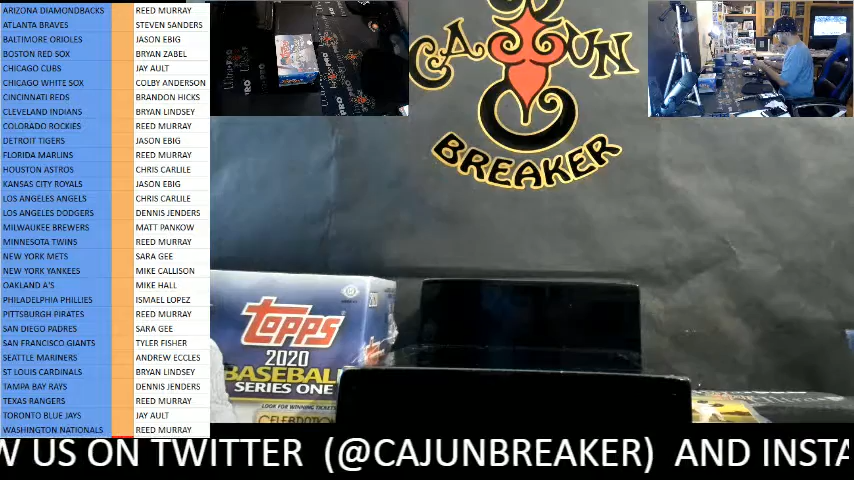 ARIZONA DIAMONDBACKS REED MURRAY
ATLANTA BRAVES STEVEN SANDERS
BALTIMORE ORIOLES JASON EBIG
BOSTON RED SOX BRYAN ZABEL
CHICAGO CUBS JAY AULT
CHICAGO WHITE SOX COLBY ANDERSON
CINCINNATI REDS BRANDON HICKS
CLEVELAND INDIANS BRYAN LINDSEY
COLORADO ROCKIES REED MURRAY
DETROIT TIGERS JASON EBIG
FLORIDA MARLINS REED MURRAY
HOUSTON ASTROS CHRIS CARLILE
KANSAS CITY ROYALS JASON EBIG
LOS ANGELES ANGELS CHRIS CARLILE
LOS ANGELES DODGERS DENNIS JENDERS
MILWAUKEE BREWERS MATT PANKOW
MINNESOTA TWINS REED MURRAY
NEW YORK METS SARA GEE
NEW YORK YANKEES MIKE CALLISON
OAKLAND A'S MIKE HALL
PHILADELPHIA PHILLIES ISMAEL LOPEZ
PITTSBURGH PIRATES REED MURRAY
SAN DIEGO PADRES SARA GEE
SAN FRANCISCO GIANTS TYLER FISHER
SEATTLE MARINERS ANDREW ECCLES
ST LOUIS CARDINALS BRYAN LINDSEY
TAMPA BAY RAYS DENNIS JENDERS
TEXAS RANGERS REED MURRAY
TORONTO BLUE JAYS JAY AULT
WASHINGTON NATIONALS REED MURRAY
CAJUN
BREAKER
TOPPS
2020
BASEBALL
SERIES ONE
LOOK FOR WINNING TICKETS
W US ON TWITTER (@CAJUNBREAKER) AND INSTA